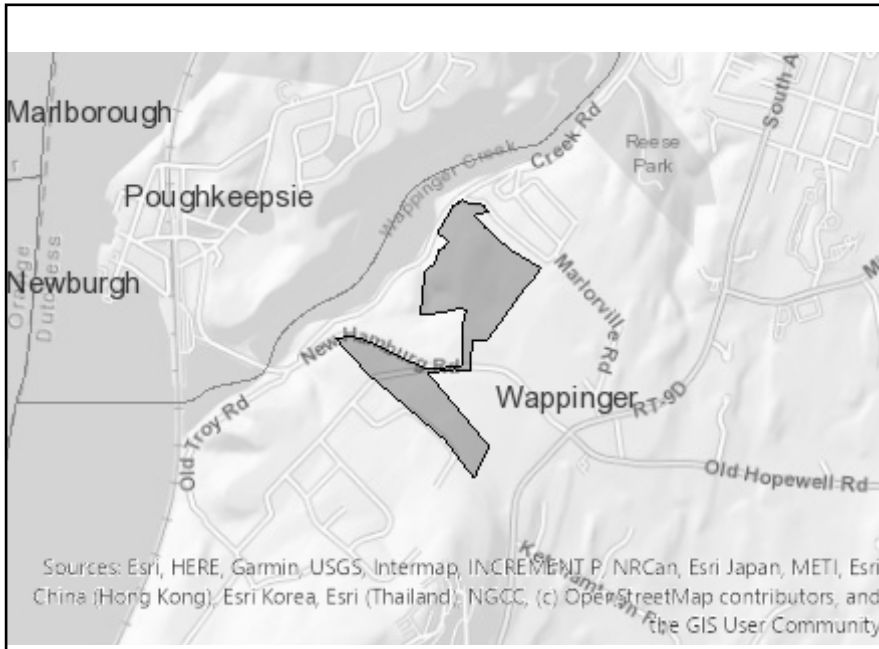 Marlborough
Poughkeepsie
Newburgh
Orange
Dutchess
Wappinger Creek
Creek Rd
Reese
Park
South A
Marlorville Rd
New Hamburg Rd
Wappinger
RT-9D
Old Troy Rd
Old Hopewell Rd
Sources: Esri, HERE, Garmin, USGS, Intermap, INCREMENT P, NRCan, Esri Japan, METI, Esri
China (Hong Kong), Esri Korea, Esri (Thailand), NGCC, (c) OpenStreetMap contributors, and
the GIS User Community